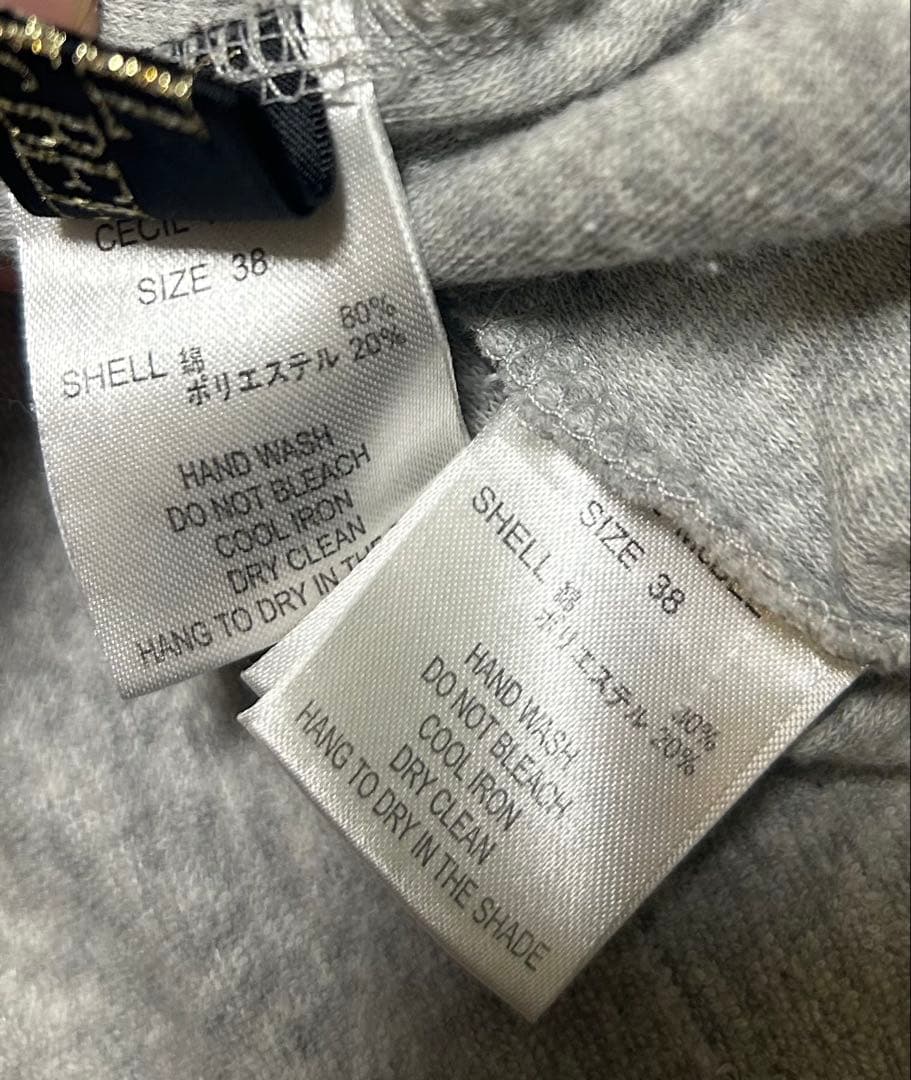 CECIL
SIZE 38
80%
SHELL 綿
ポリエステル 20%
HAND WASH
DO NOT BLEACH
COOL IRON
DRY CLEAN
HANG TO DRY IN THE
SIZE 38
SHELL 綿
ポリエステル 20%
HAND WASH
DO NOT BLEACH
COOL IRON
DRY CLEAN
HANG TO DRY IN THE SHADE